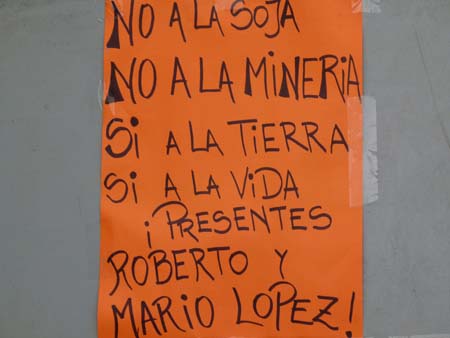 NO A LA SOJA
NO A LA MINERIA
Si A LA TiERRA
Si A LA ViDA
¡PRESENTES
ROBERTO Y
MARIO LOPEZ!